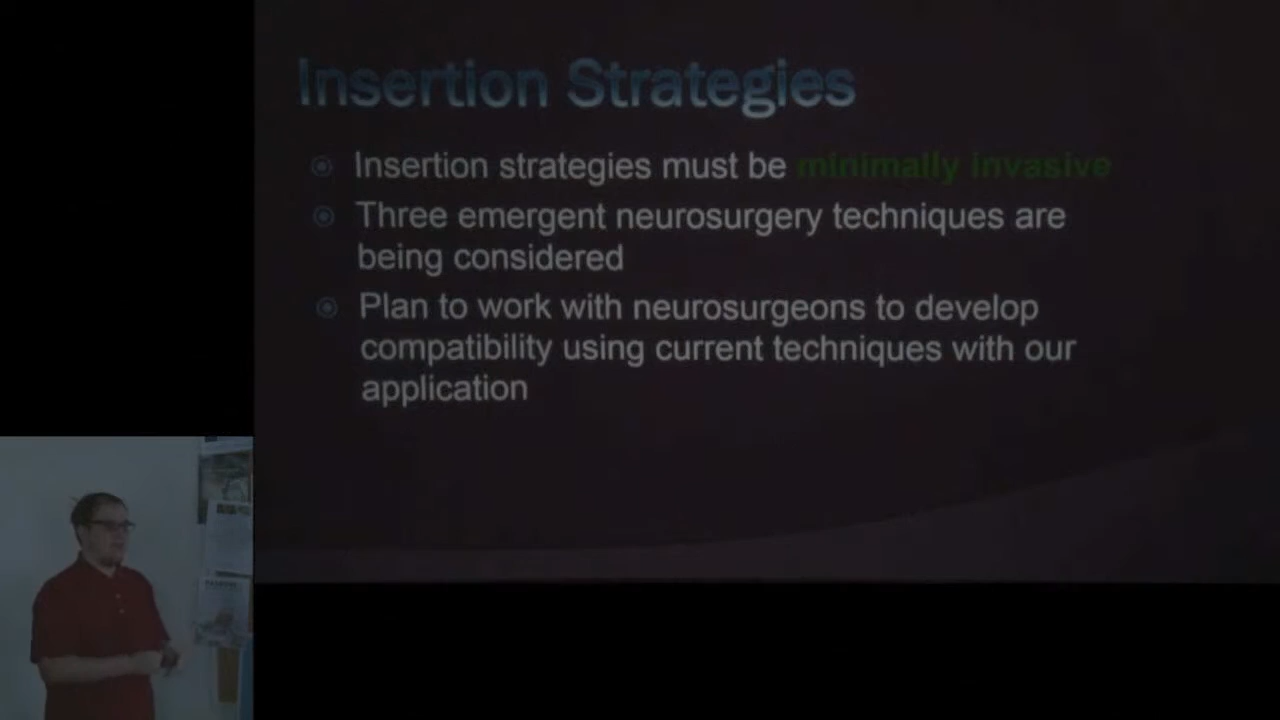 Insertion Strategies
Insertion strategies must be minimally invasive
Three emergent neurosurgery techniques are
being considered
Plan to work with neurosurgeons to develop
compatibility using current techniques with our
application